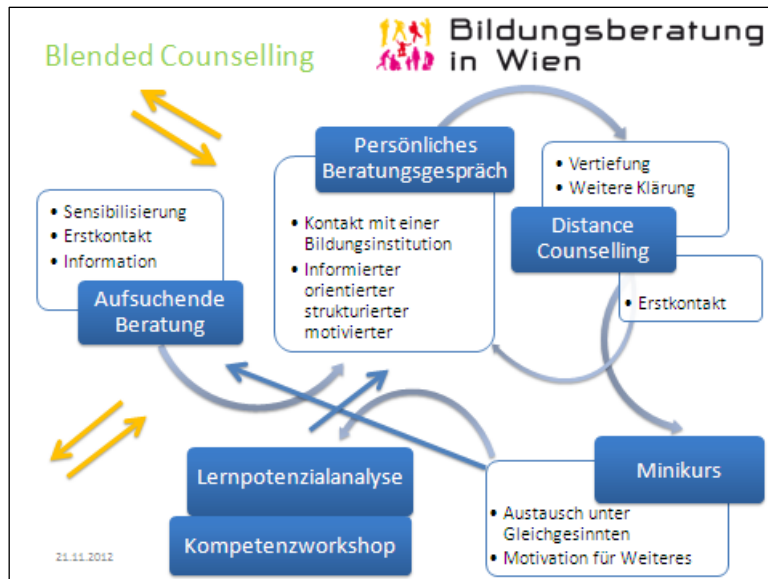 Blended Counselling
Bildungsberatung
in Wien
Persönliches
Beratungsgespräch
• Kontakt mit einer
Bildungsinstitution
• Informierter
orientierter
strukturierter
motivierter
• Vertiefung
• Weitere Klärung
Distance
Counselling
• Erstkontakt
• Sensibilisierung
• Erstkontakt
• Information
Aufsuchende
Beratung
Lernpotenzialanalyse
Kompetenzworkshop
Minikurs
• Austausch unter
Gleichgesinnten
• Motivation für Weiteres
21.11.2012